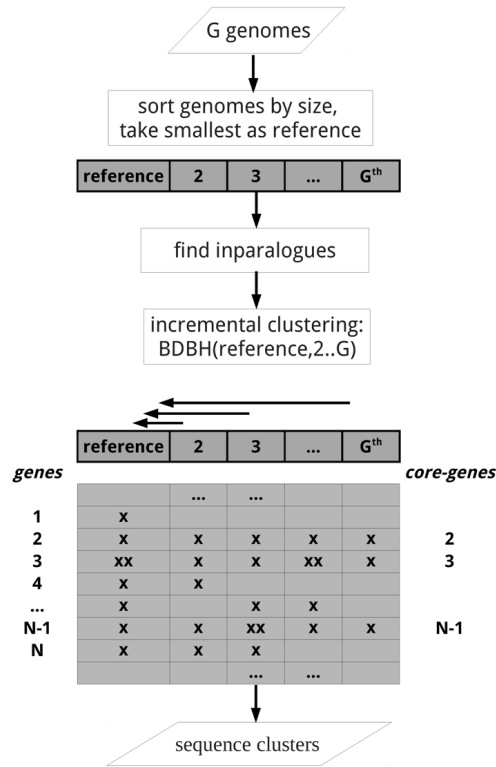 G genomes
sort genomes by size,
take smallest as reference
reference 2 3 ... Gth
find inparalogues
incremental clustering:
BDBH(reference,2..G)
reference 2 3 ... Gth
genes core-genes
... ...
1 x
2 x x x x x 2
3 xx x x xx x 3
4 x x
... x x x
N-1 x x xx x x N-1
N x x x
... ...
sequence clusters